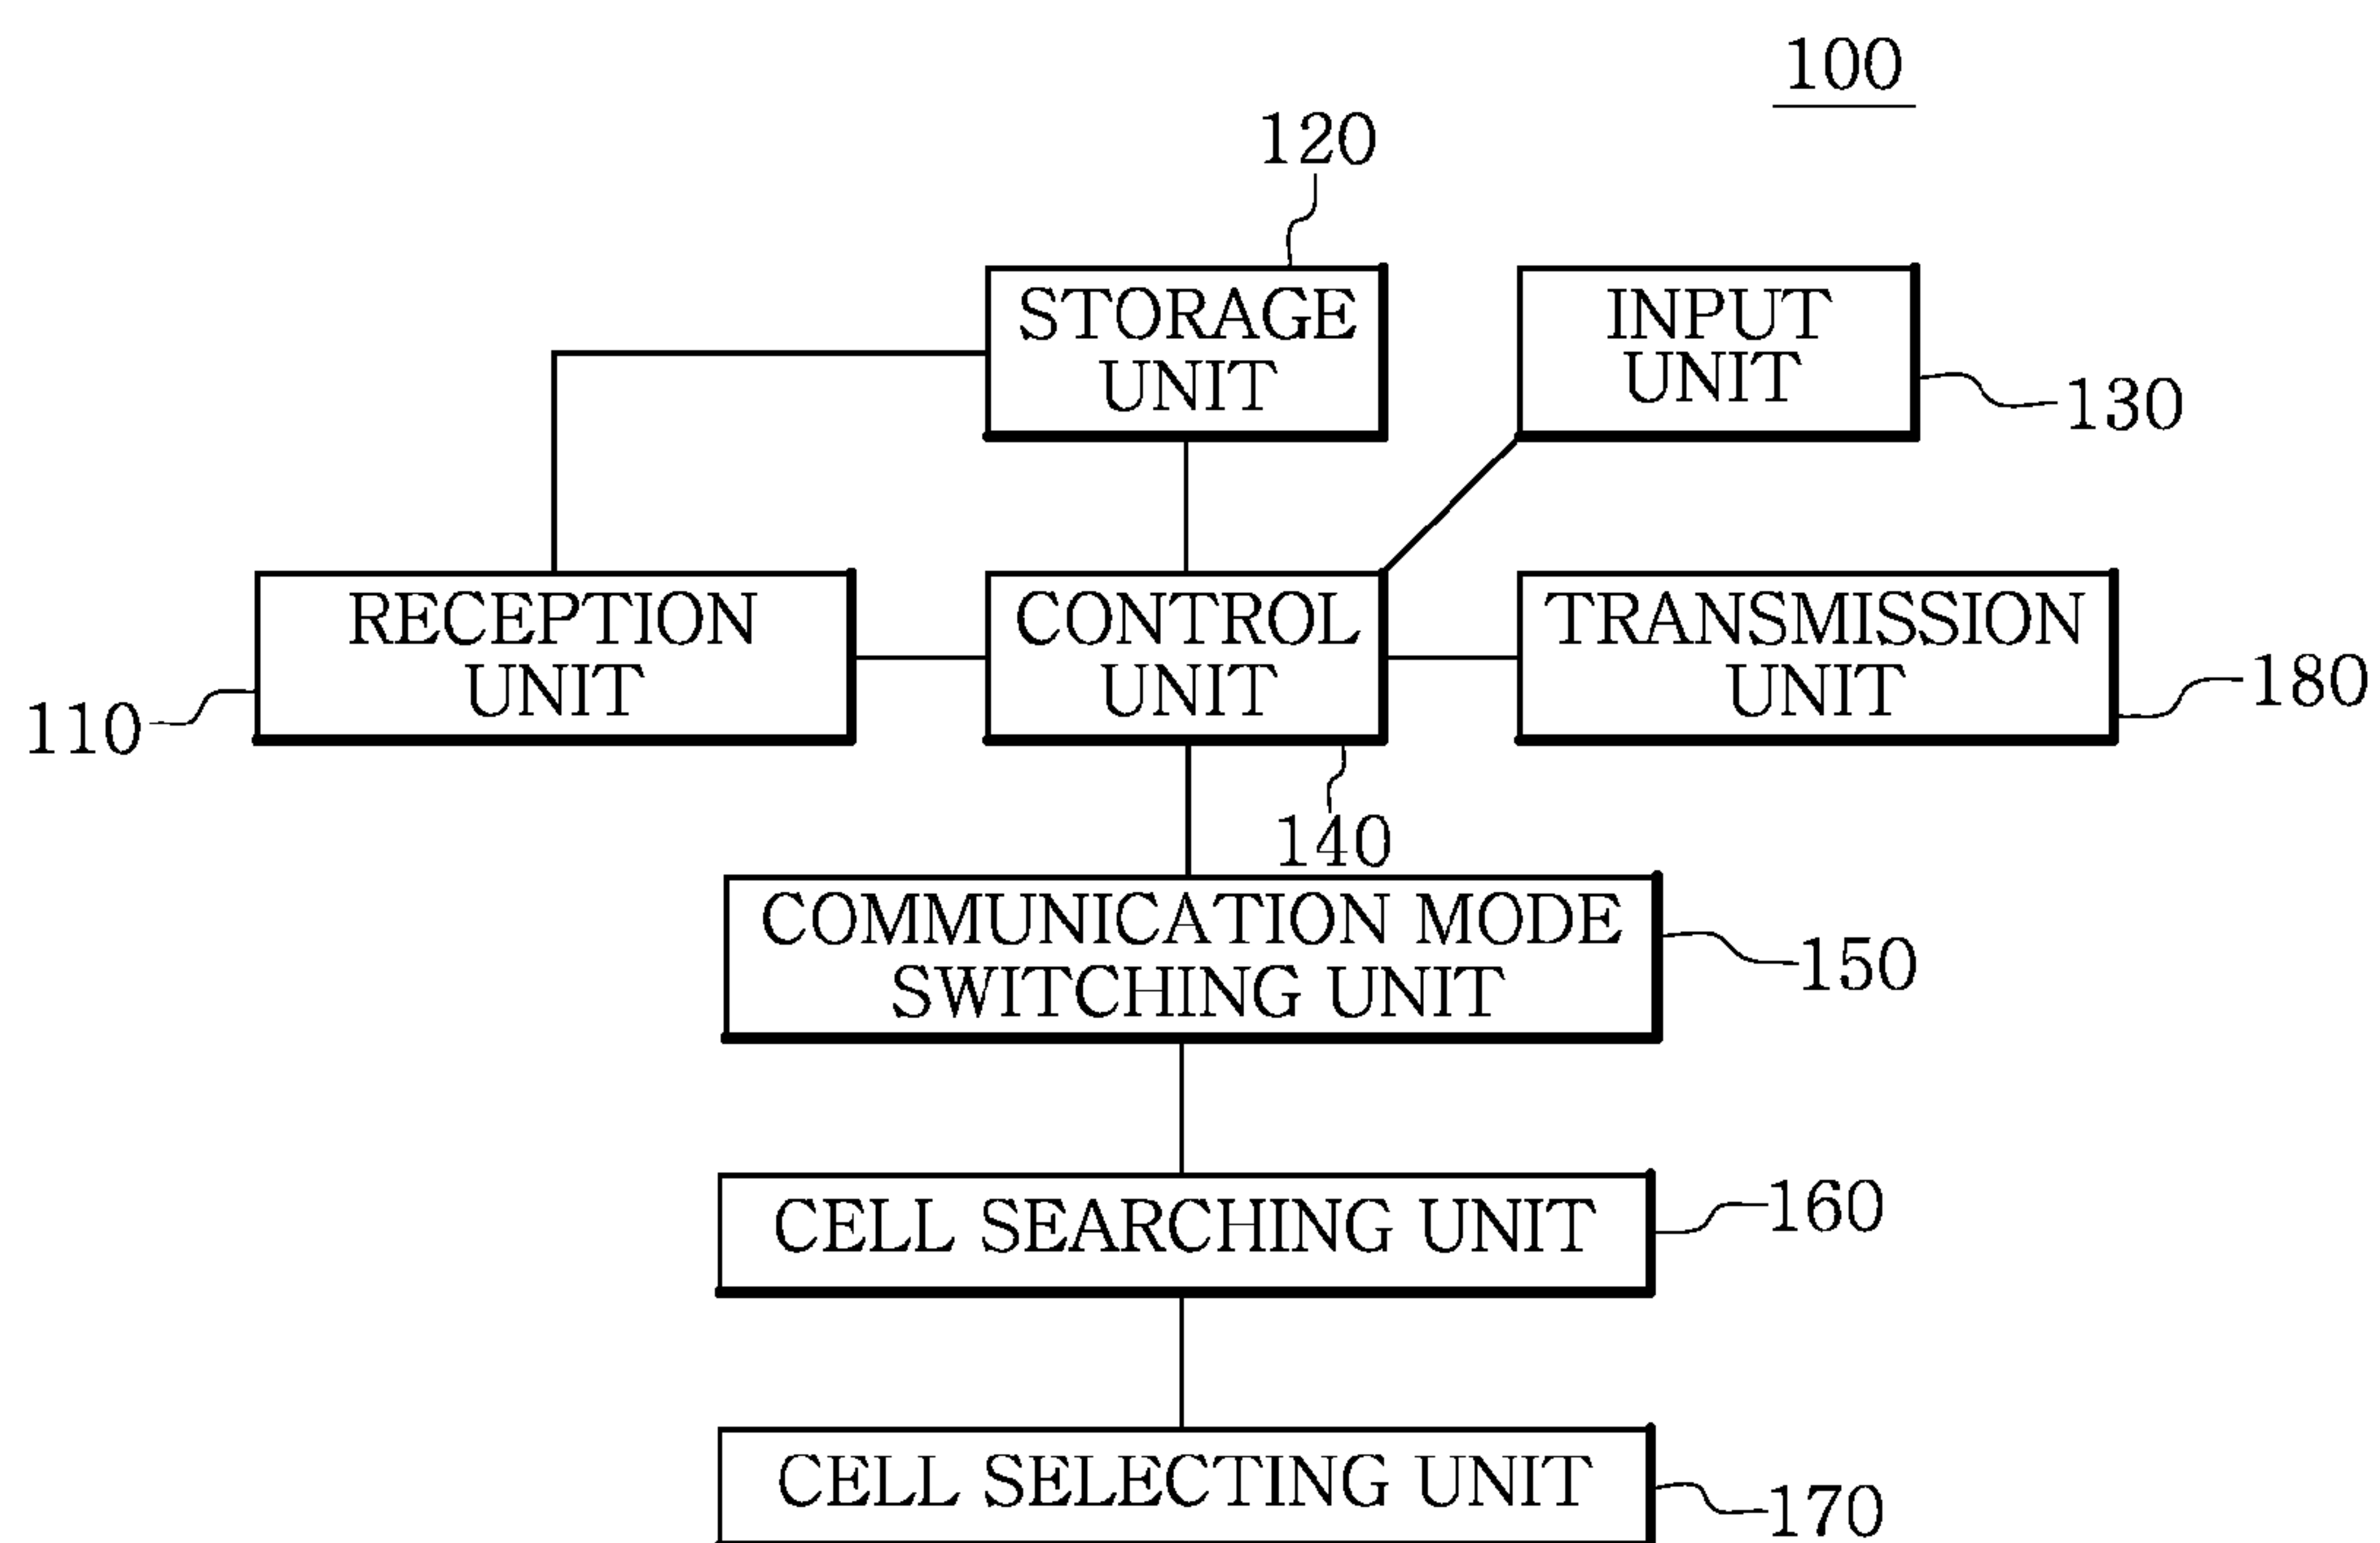 100
120
STORAGE
UNIT
INPUT
UNIT
130
RECEPTION
UNIT
110
CONTROL
UNIT
140
TRANSMISSION
UNIT
180
COMMUNICATION MODE
SWITCHING UNIT
150
CELL SEARCHING UNIT
160
CELL SELECTING UNIT
170